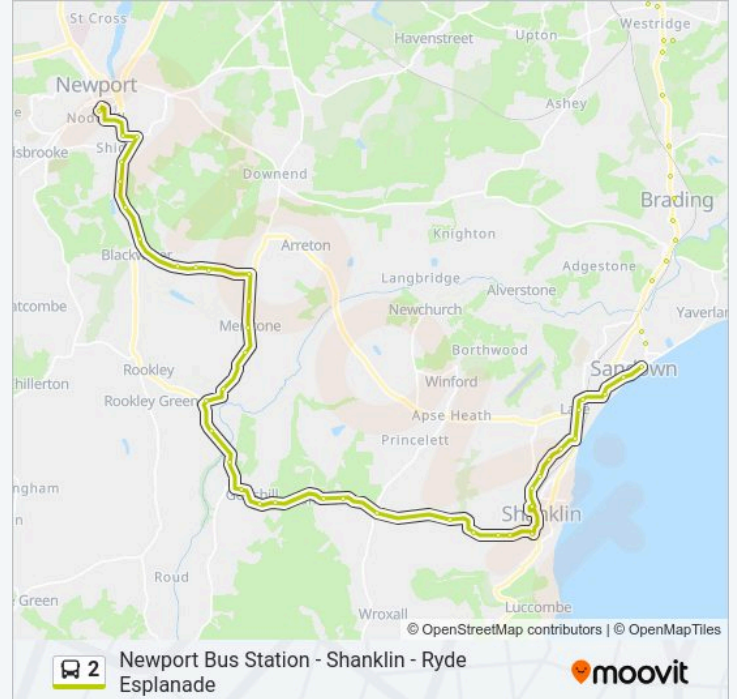 St Cross
Westridge
Upton
Havenstreet
Newport
Ashey
Downend
Brading
Knighton
Arreton
Adgestone
Langbridge
Alverstone
Newchurch
Yaverlan
Borthwood
Rookley
Winford
Rookley Green
Apse Heath
Princelett
Shanklin
Roud
Green
Wroxall
Luccombe
© OpenStreetMap contributors | © OpenMapTiles
2 Newport Bus Station - Shanklin - Ryde
Esplanade
moovit